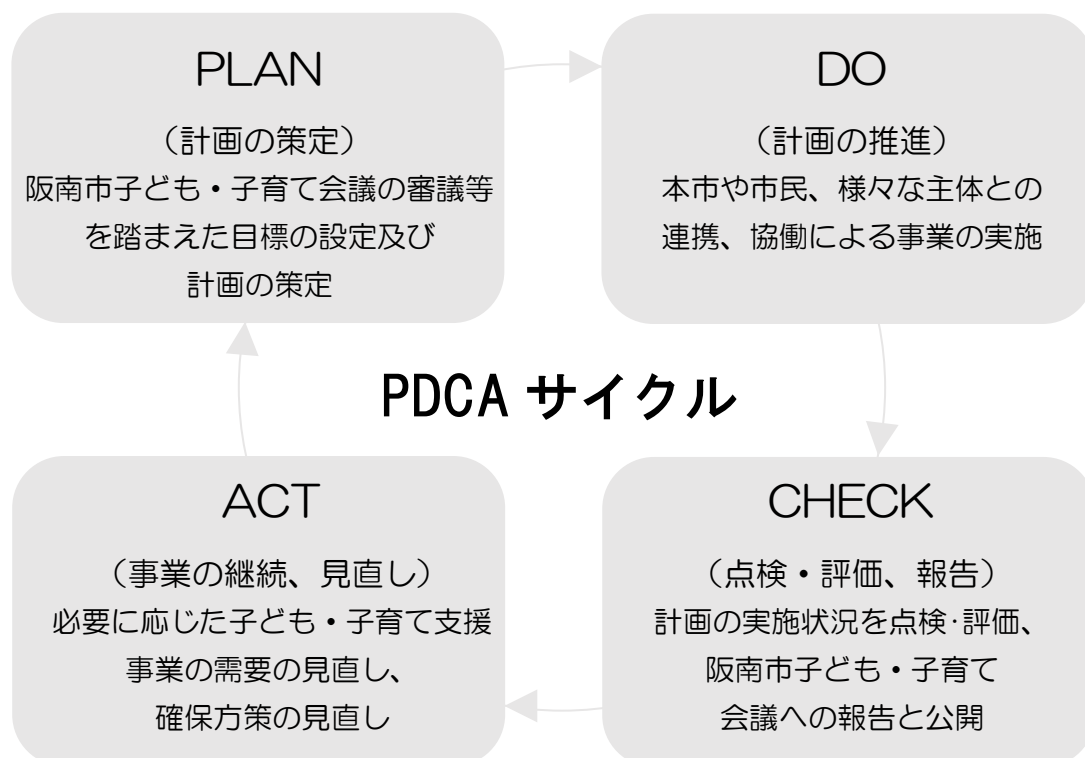 PLAN
（計画の策定）
阪南市子ども・子育て会議の審議等
を踏まえた目標の設定及び
計画の策定
DO
（計画の推進）
本市や市民、様々な主体との
連携、協働による事業の実施
PDCA サイクル
ACT
（事業の継続、見直し）
必要に応じた子ども・子育て支援
事業の需要の見直し、
確保方策の見直し
CHECK
（点検・評価、報告）
計画の実施状況を点検･評価、
阪南市子ども・子育て
会議への報告と公開